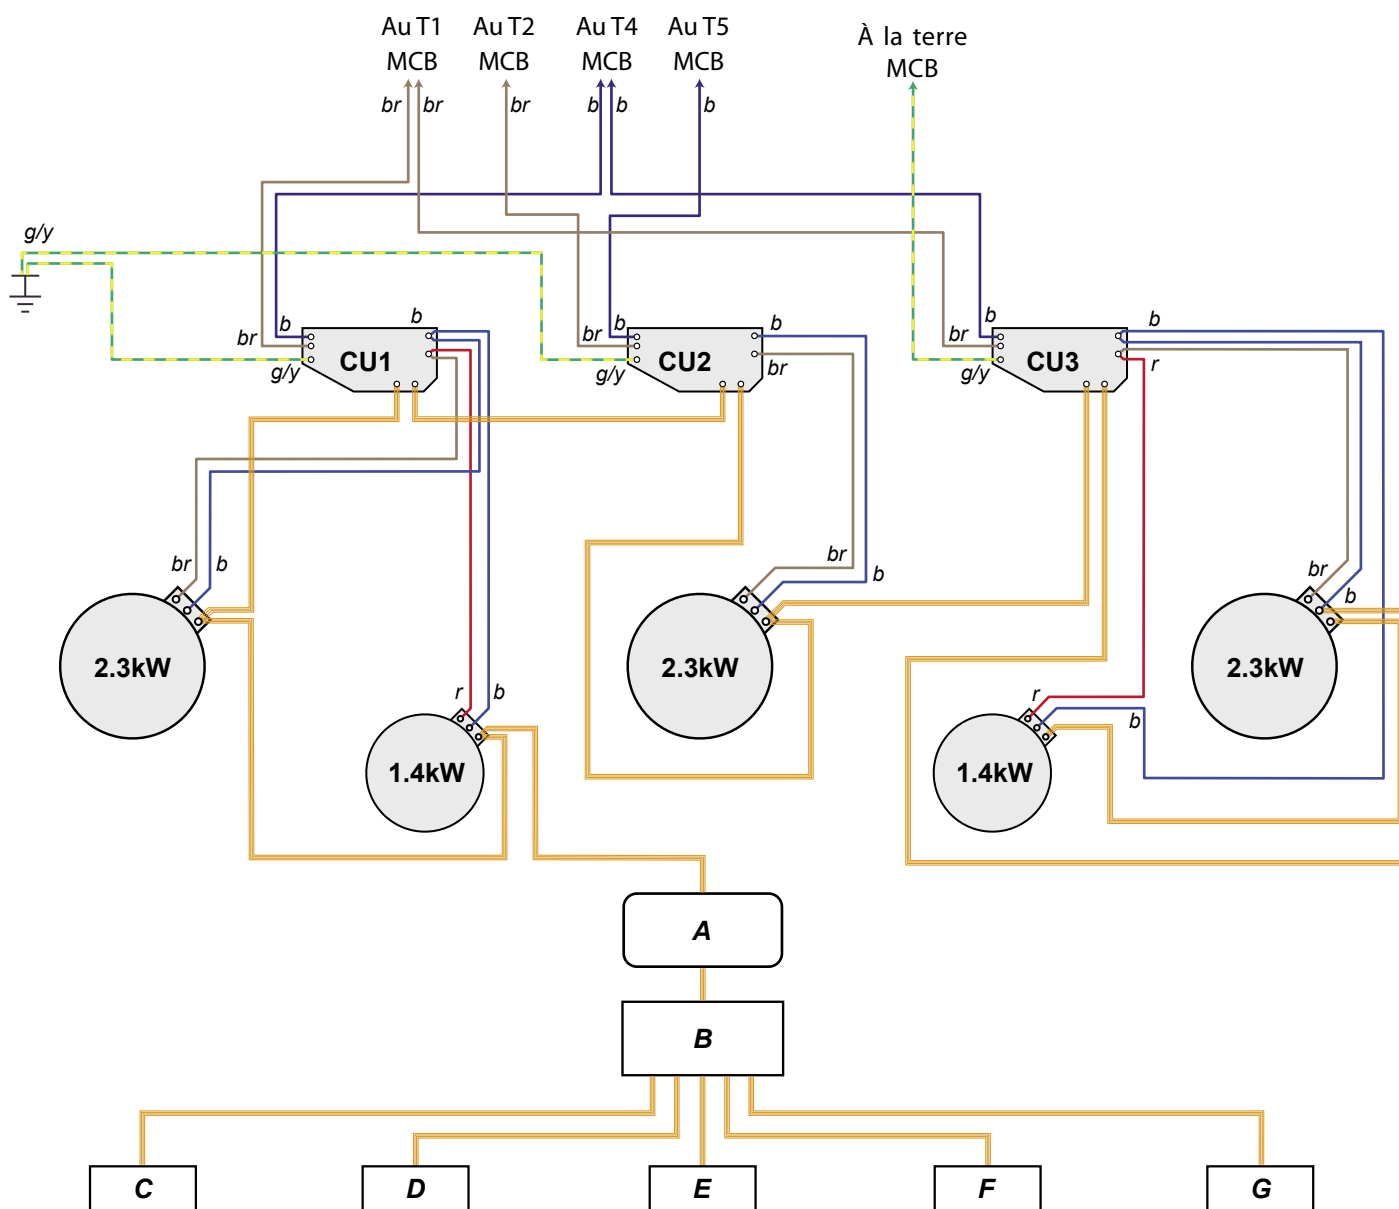 Au T1 Au T2 Au T4 Au T5 À la terre
MCB MCB MCB MCB MCB
br br br b b b
g/y
b b b b b b
br br br
CU1 CU2 CU3
g/y g/y br g/y r
br b br b br b
2.3kW 2.3kW 2.3kW
r b r b
1.4kW 1.4kW
A
B
C D E F G